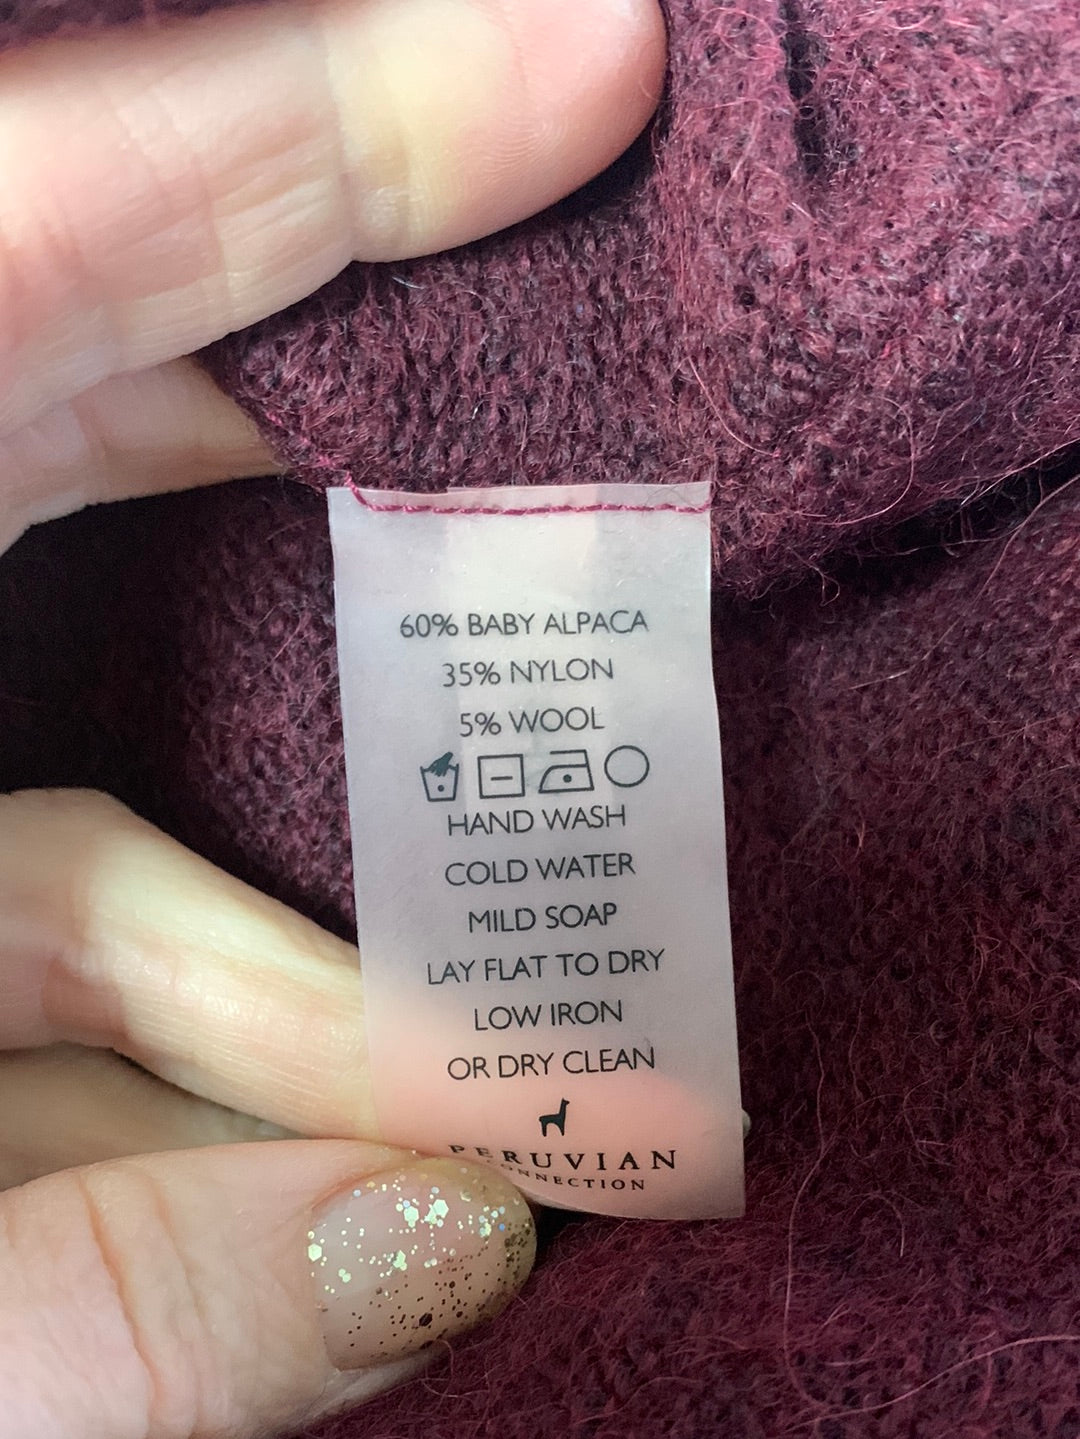 60% BABY ALPACA
35% NYLON
5% WOOL
HAND WASH
COLD WATER
MILD SOAP
LAY FLAT TO DRY
LOW IRON
OR DRY CLEAN
PERUVIAN
CONNECTION